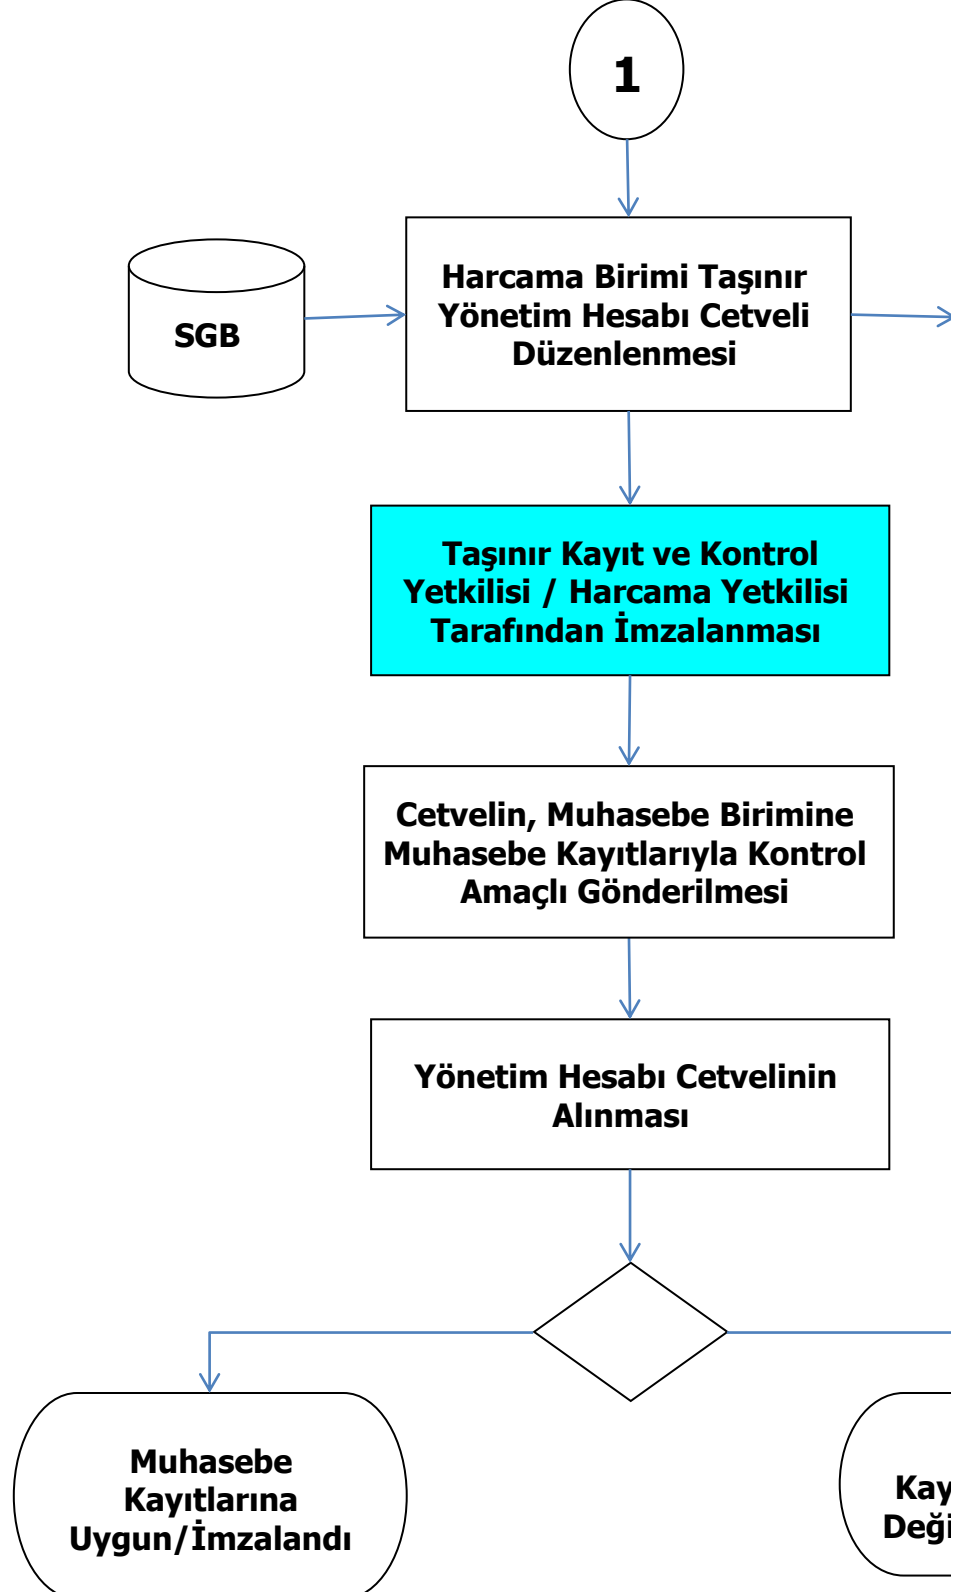 1
Harcama Birimi Taşınır
Yönetim Hesabı Cetveli
Düzenlenmesi
SGB
Taşınır Kayıt ve Kontrol
Yetkilisi / Harcama Yetkilisi
Tarafından İmzalanması
Cetvelin, Muhasebe Birimine
Muhasebe Kayıtlarıyla Kontrol
Amaçlı Gönderilmesi
Yönetim Hesabı Cetvelinin
Alınması
Muhasebe
Kayıtlarına
Uygun/İmzalandı